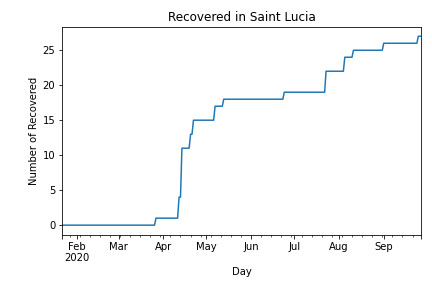 Recovered in Saint Lucia
Number of Recovered
25
20
15
10
5
0
Feb Mar Apr May Jun Jul Aug Sep
2020
Day